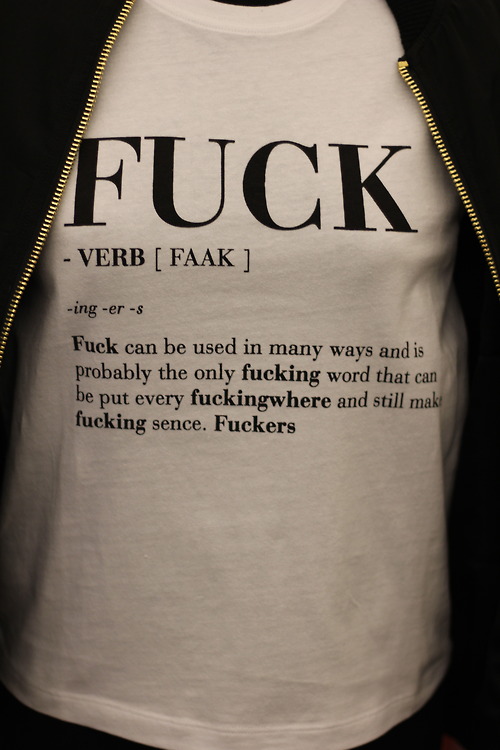 FUCK
- VERB [ FAAK ]
-ing -er -s
Fuck can be used in many ways and is
probably the only fucking word that can
be put every fuckingwhere and still mak
fucking sence. Fuckers